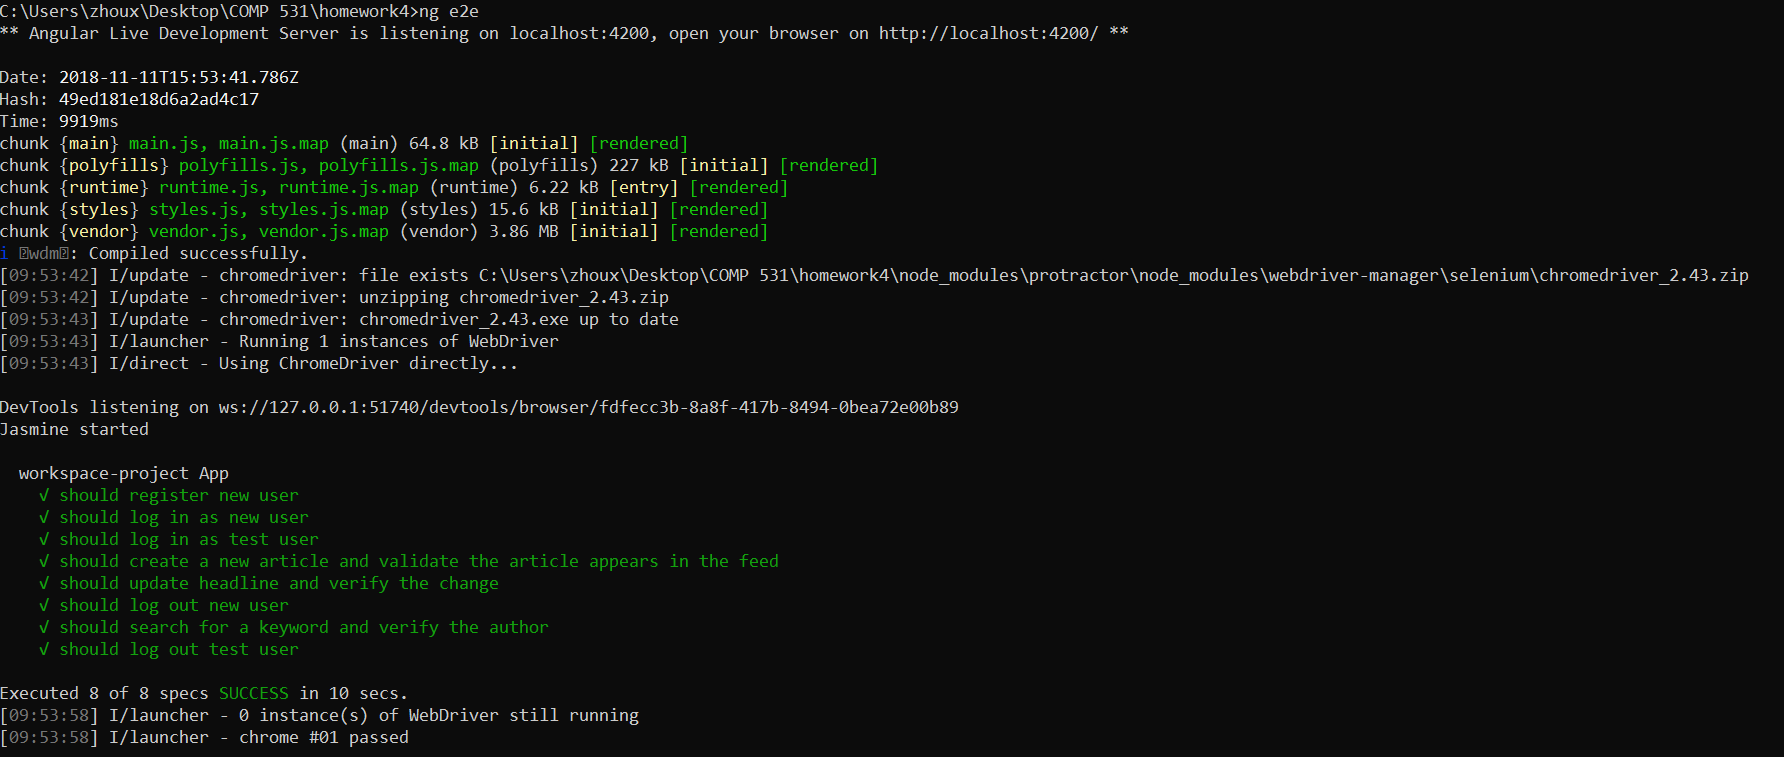 C:\Users\zhoux\Desktop\COMP 531\homework4>ng e2e
** Angular Live Development Server is listening on localhost:4200, open your browser on http://localhost:4200/ **
Date: 2018-11-11T15:53:41.786Z
Hash: 49ed181e18d6a2ad4c17
Time: 9919ms
chunk {main} main.js, main.js.map (main) 64.8 kB [initial] [rendered]
chunk {polyfills} polyfills.js, polyfills.js.map (polyfills) 227 kB [initial] [rendered]
chunk {runtime} runtime.js, runtime.js.map (runtime) 6.22 kB [entry] [rendered]
chunk {styles} styles.js, styles.js.map (styles) 15.6 kB [initial] [rendered]
chunk {vendor} vendor.js, vendor.js.map (vendor) 3.86 MB [initial] [rendered]
i 「wdm」: Compiled successfully.
[09:53:42] I/update - chromedriver: file exists C:\Users\zhoux\Desktop\COMP 531\homework4\node_modules\protractor\node_modules\webdriver-manager\selenium\chromedriver_2.43.zip
[09:53:42] I/update - chromedriver: unzipping chromedriver_2.43.zip
[09:53:43] I/update - chromedriver: chromedriver_2.43.exe up to date
[09:53:43] I/launcher - Running 1 instances of WebDriver
[09:53:43] I/direct - Using ChromeDriver directly...
DevTools listening on ws://127.0.0.1:51740/devtools/browser/fdfecc3b-8a8f-417b-8494-0bea72e00b89
Jasmine started
workspace-project App
√ should register new user
√ should log in as new user
√ should log in as test user
√ should create a new article and validate the article appears in the feed
√ should update headline and verify the change
√ should log out new user
√ should search for a keyword and verify the author
√ should log out test user
Executed 8 of 8 specs SUCCESS in 10 secs.
[09:53:58] I/launcher - 0 instance(s) of WebDriver still running
[09:53:58] I/launcher - chrome #01 passed